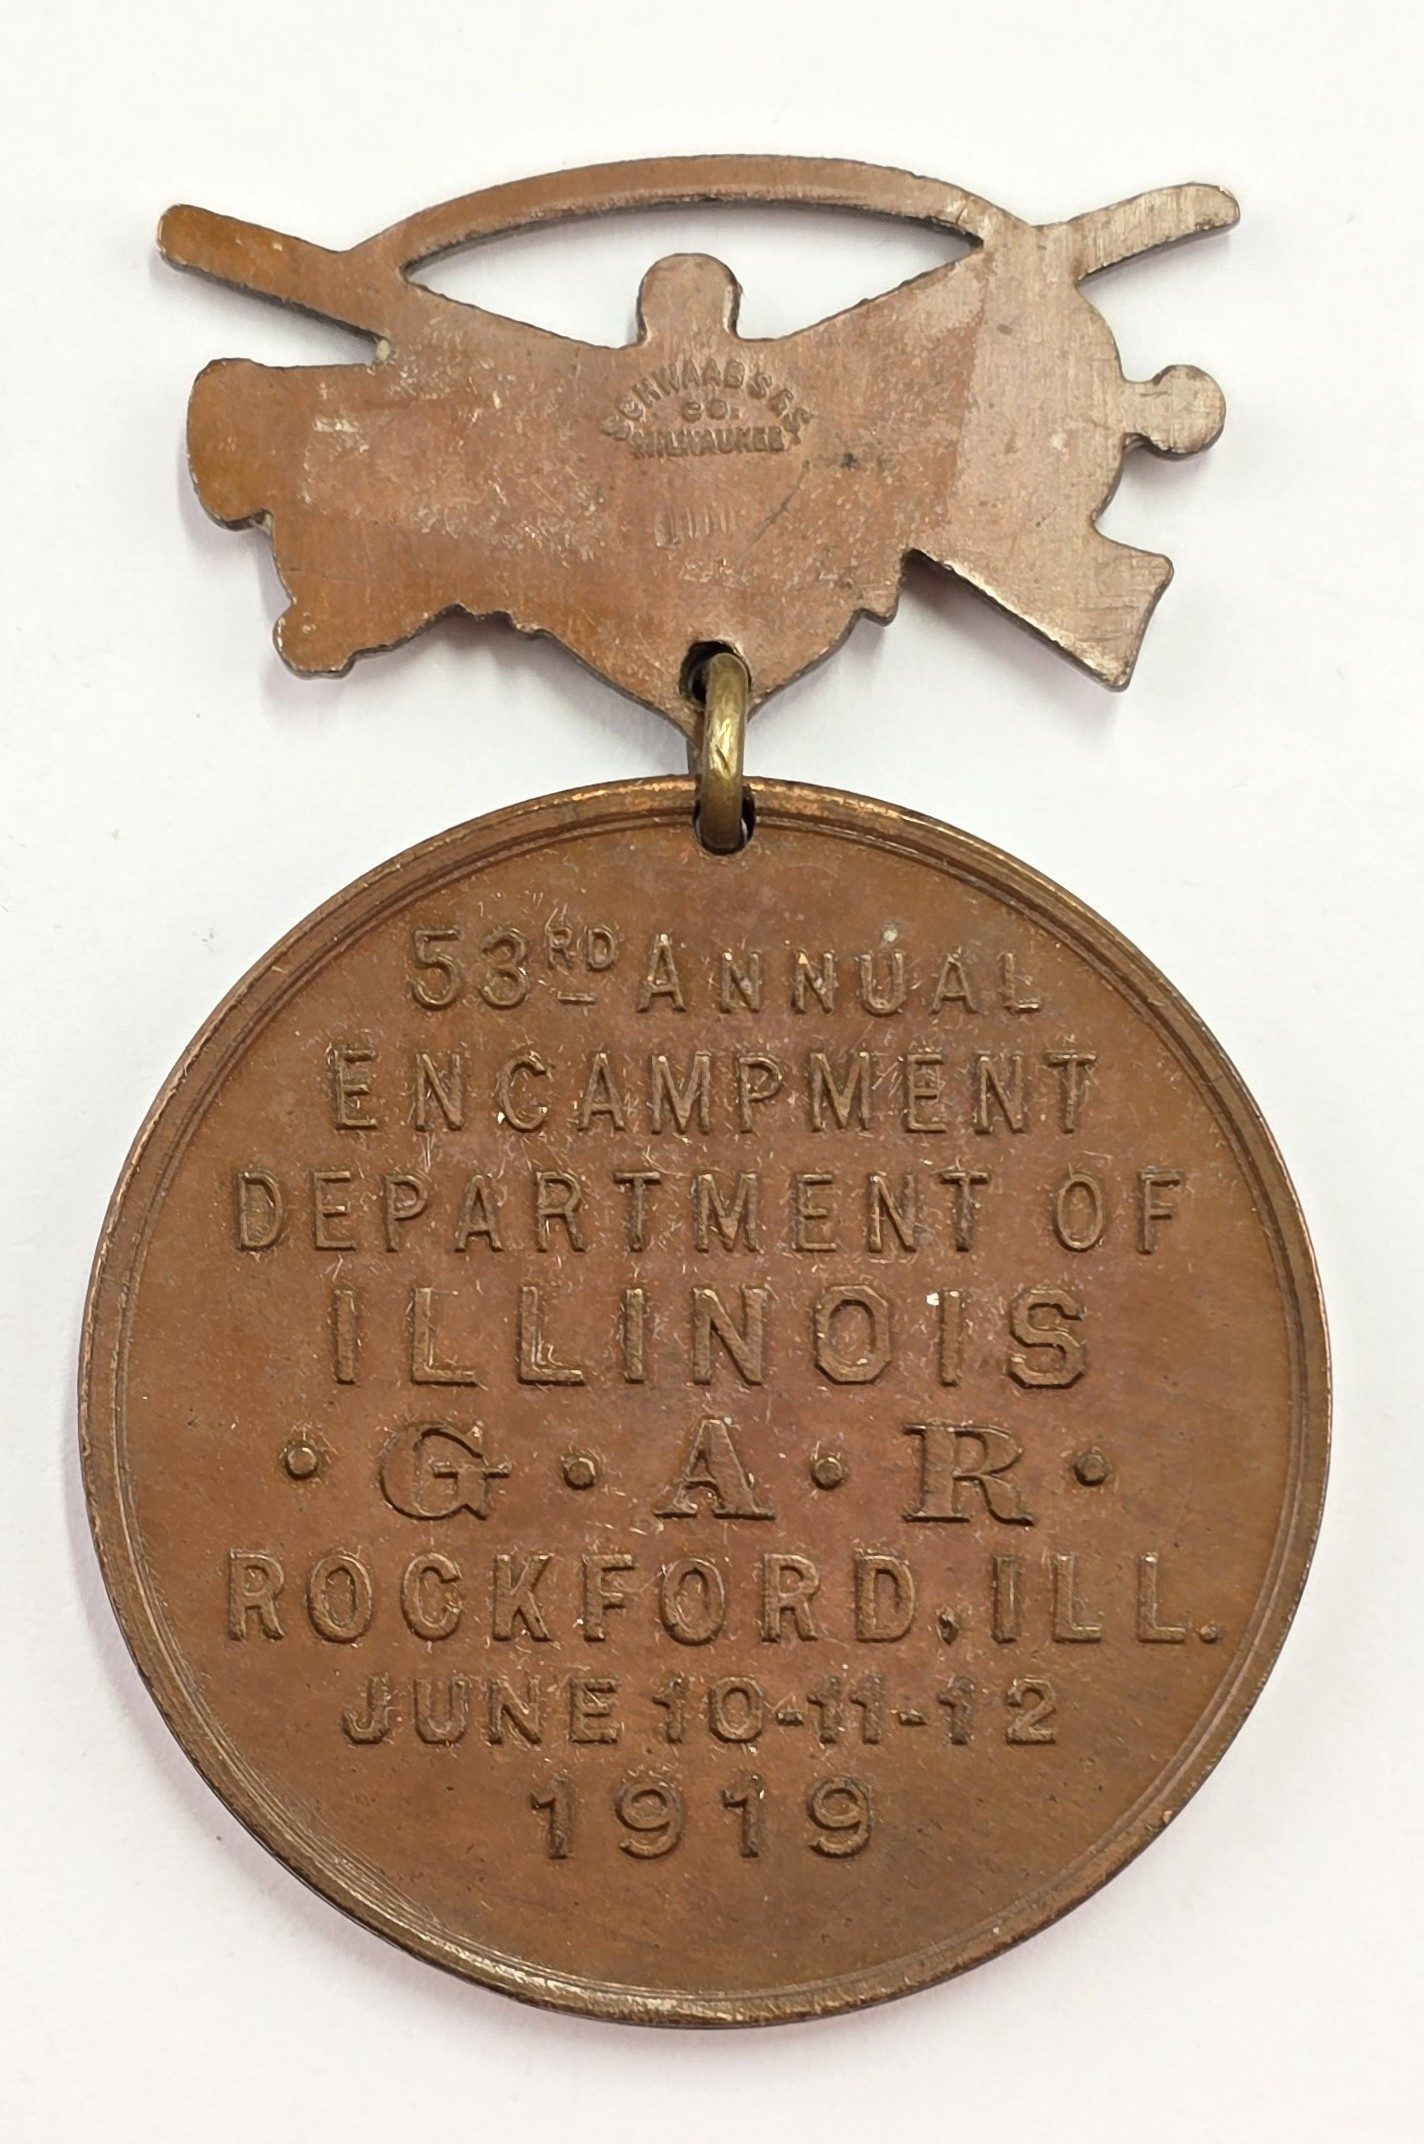 SCHWAAB S & S
CO.
MILWAUKEE
53RD ANNUAL
ENCAMPMENT
DEPARTMENT OF
ILLINOIS
·G·A·R·
ROCKFORD, ILL.
JUNE 10-11-12
1919